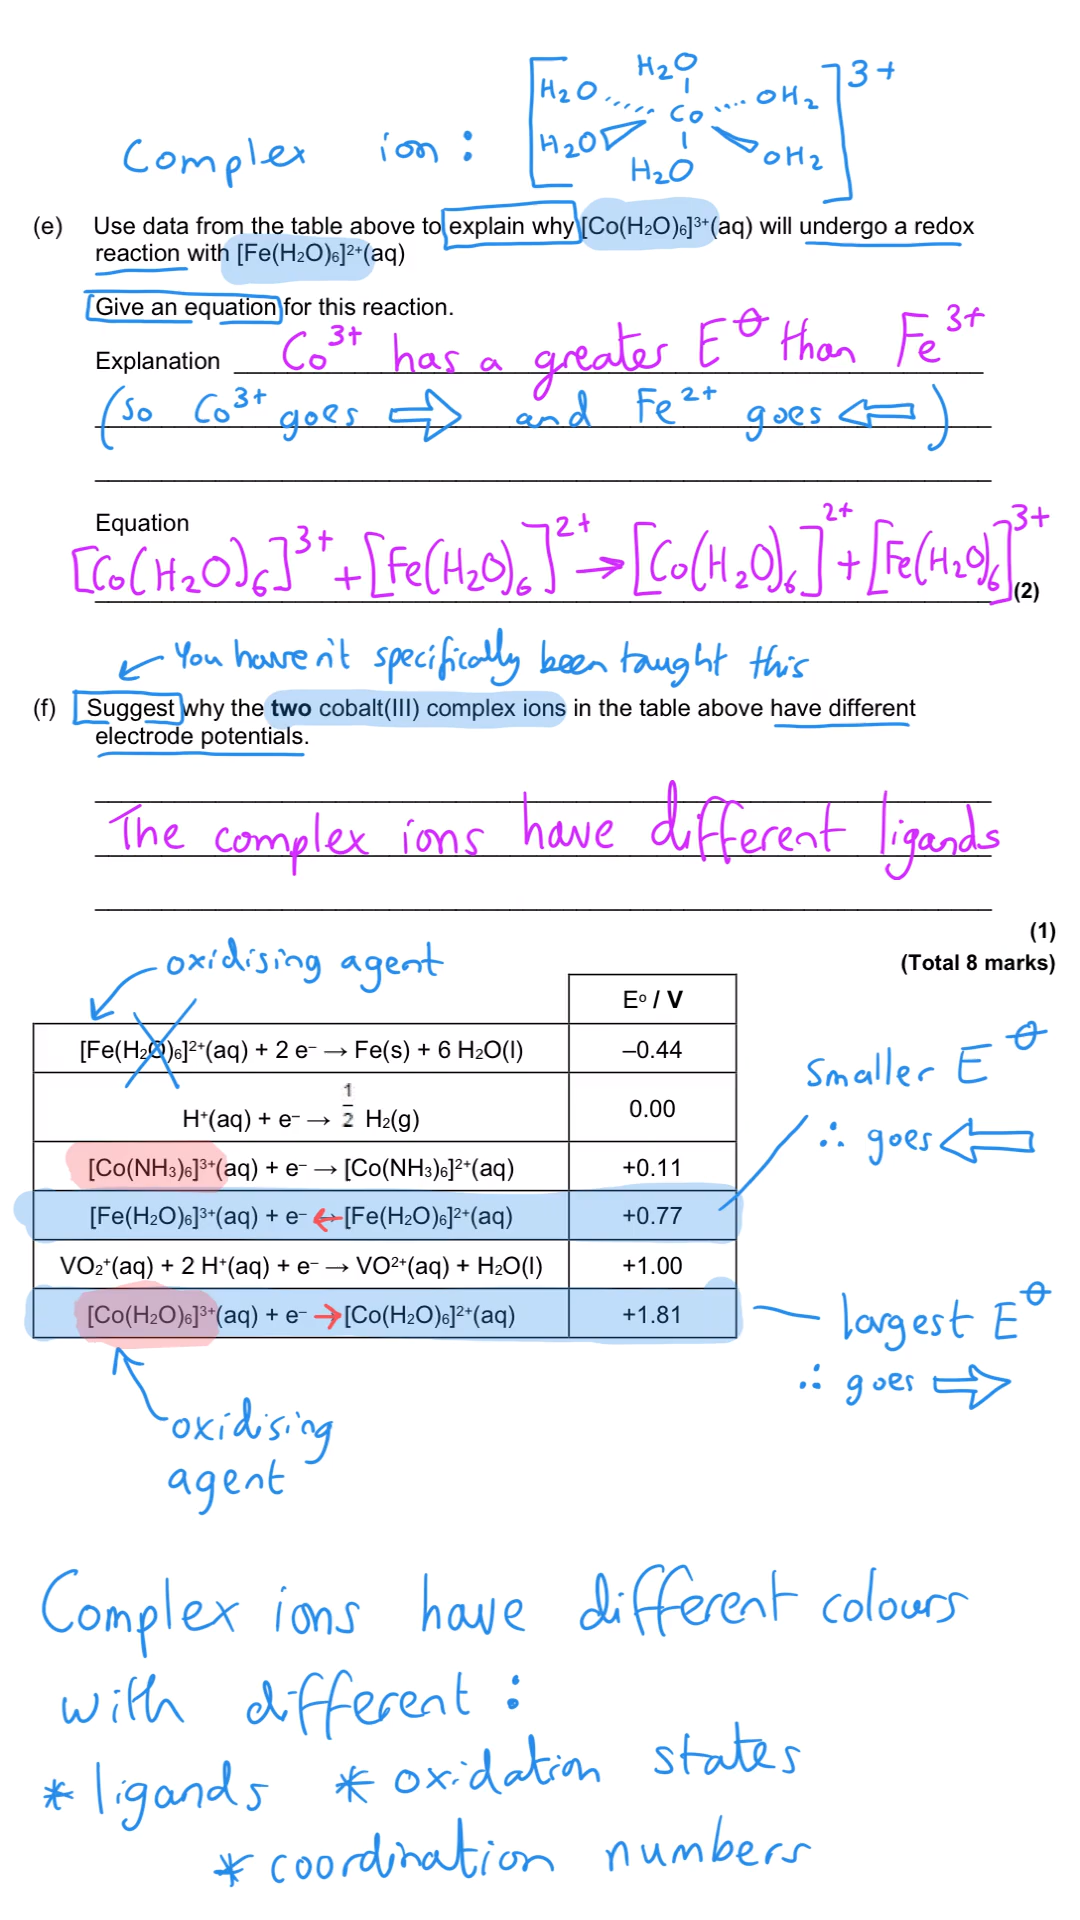 Complex ion :
[H₂O H₂O H₂O Co OH₂ OH₂ H₂O]3+
(e) Use data from the table above to explain why [Co(H₂O)₆]³⁺(aq) will undergo a redox
reaction with [Fe(H₂O)₆]²⁺(aq)
Give an equation for this reaction.
Explanation Co³⁺ has a greater E⦵ than Fe³⁺
(so Co³⁺ goes ⇨ and Fe²⁺ goes ⇦)
Equation
[Co(H₂O)₆]³⁺ + [Fe(H₂O)₆]²⁺ → [Co(H₂O)₆]²⁺ + [Fe(H₂O)₆]³⁺
(2)
← You haven't specifically been taught this
(f) Suggest why the two cobalt(III) complex ions in the table above have different
electrode potentials.
The complex ions have different ligands
(1)
(Total 8 marks)
oxidising agent
Eᵒ / V
[Fe(H₂O)₆]²⁺(aq) + 2 e⁻ → Fe(s) + 6 H₂O(l) –0.44
H⁺(aq) + e⁻ → 1/2 H₂(g) 0.00
[Co(NH₃)₆]³⁺(aq) + e⁻ → [Co(NH₃)₆]²⁺(aq) +0.11
[Fe(H₂O)₆]³⁺(aq) + e⁻ ← [Fe(H₂O)₆]²⁺(aq) +0.77
VO₂⁺(aq) + 2 H⁺(aq) + e⁻ → VO²⁺(aq) + H₂O(l) +1.00
[Co(H₂O)₆]³⁺(aq) + e⁻ → [Co(H₂O)₆]²⁺(aq) +1.81
smaller E⦵
∴ goes ⇦
largest E⦵
∴ goes ⇨
oxidising
agent
Complex ions have different colours
with different :
* ligands * oxidation states
* coordination numbers